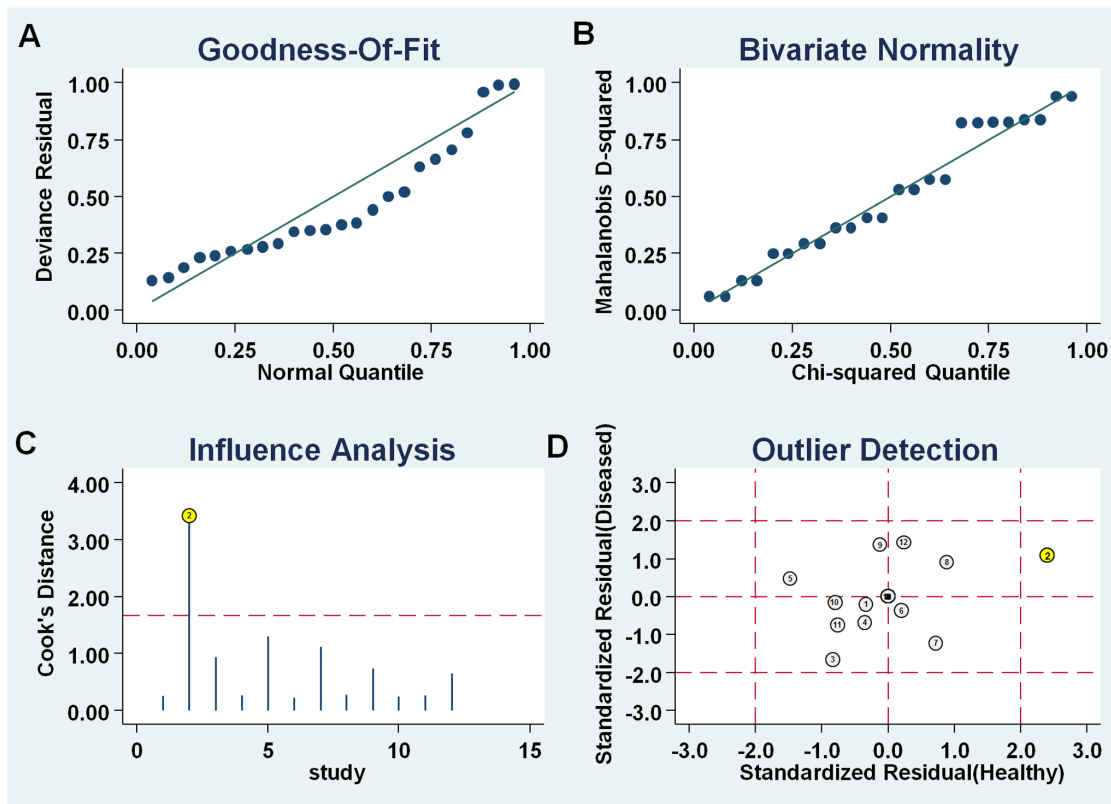 A
Goodness-Of-Fit
Deviance Residual
1.00
0.75
0.50
0.25
0.00
0.00 0.25 0.50 0.75 1.00
Normal Quantile
B
Bivariate Normality
Mahalanobis D-squared
1.00
0.75
0.50
0.25
0.00
0.00 0.25 0.50 0.75 1.00
Chi-squared Quantile
C
Influence Analysis
Cook's Distance
4.00
3.00
2.00
1.00
0.00
2
0 5 10 15
study
D
Outlier Detection
Standardized Residual(Diseased)
3.0
2.0
1.0
0.0
-1.0
-2.0
-3.0
9 12
8
2
5
10 1
6
11 4
7
3
-3.0 -2.0 -1.0 0.0 1.0 2.0 3.0
Standardized Residual(Healthy)